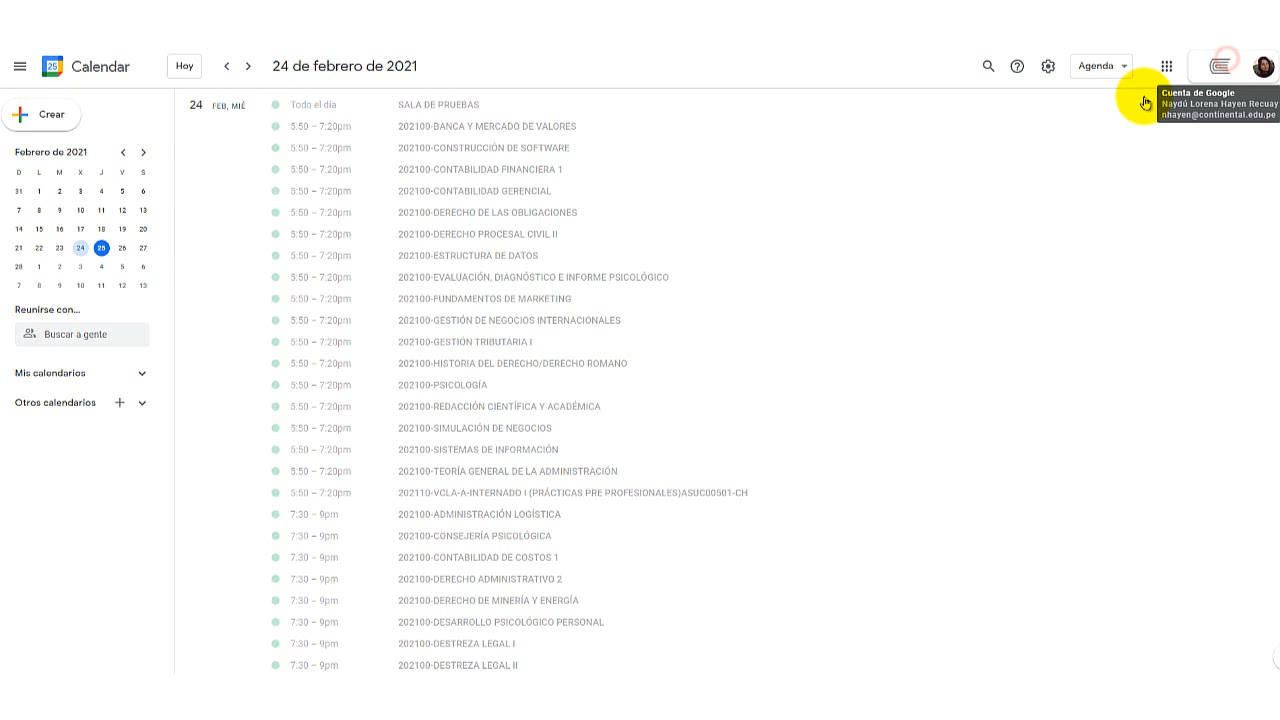 25 Calendar Hoy 24 de febrero de 2021 Agenda
Cuenta de Google
Naydú Lorena Hayen Recuay
nhayen@continental.edu.pe
Crear
Febrero de 2021
D L M X J V S
31 1 2 3 4 5 6
7 8 9 10 11 12 13
14 15 16 17 18 19 20
21 22 23 24 25 26 27
28 1 2 3 4 5 6
7 8 9 10 11 12 13
Reunirse con...
Buscar a gente
Mis calendarios
Otros calendarios
24 FEB, MIÉ Todo el día SALA DE PRUEBAS
5:50 – 7:20pm 202100-BANCA Y MERCADO DE VALORES
5:50 – 7:20pm 202100-CONSTRUCCIÓN DE SOFTWARE
5:50 – 7:20pm 202100-CONTABILIDAD FINANCIERA 1
5:50 – 7:20pm 202100-CONTABILIDAD GERENCIAL
5:50 – 7:20pm 202100-DERECHO DE LAS OBLIGACIONES
5:50 – 7:20pm 202100-DERECHO PROCESAL CIVIL II
5:50 – 7:20pm 202100-ESTRUCTURA DE DATOS
5:50 – 7:20pm 202100-EVALUACIÓN, DIAGNÓSTICO E INFORME PSICOLÓGICO
5:50 – 7:20pm 202100-FUNDAMENTOS DE MARKETING
5:50 – 7:20pm 202100-GESTIÓN DE NEGOCIOS INTERNACIONALES
5:50 – 7:20pm 202100-GESTIÓN TRIBUTARIA I
5:50 – 7:20pm 202100-HISTORIA DEL DERECHO/DERECHO ROMANO
5:50 – 7:20pm 202100-PSICOLOGÍA
5:50 – 7:20pm 202100-REDACCIÓN CIENTÍFICA Y ACADÉMICA
5:50 – 7:20pm 202100-SIMULACIÓN DE NEGOCIOS
5:50 – 7:20pm 202100-SISTEMAS DE INFORMACIÓN
5:50 – 7:20pm 202100-TEORÍA GENERAL DE LA ADMINISTRACIÓN
5:50 – 7:20pm 202110-VCLA-A-INTERNADO I (PRÁCTICAS PRE PROFESIONALES)ASUC00501-CH
7:30 – 9pm 202100-ADMINISTRACIÓN LOGÍSTICA
7:30 – 9pm 202100-CONSEJERÍA PSICOLÓGICA
7:30 – 9pm 202100-CONTABILIDAD DE COSTOS 1
7:30 – 9pm 202100-DERECHO ADMINISTRATIVO 2
7:30 – 9pm 202100-DERECHO DE MINERÍA Y ENERGÍA
7:30 – 9pm 202100-DESARROLLO PSICOLÓGICO PERSONAL
7:30 – 9pm 202100-DESTREZA LEGAL I
7:30 – 9pm 202100-DESTREZA LEGAL II